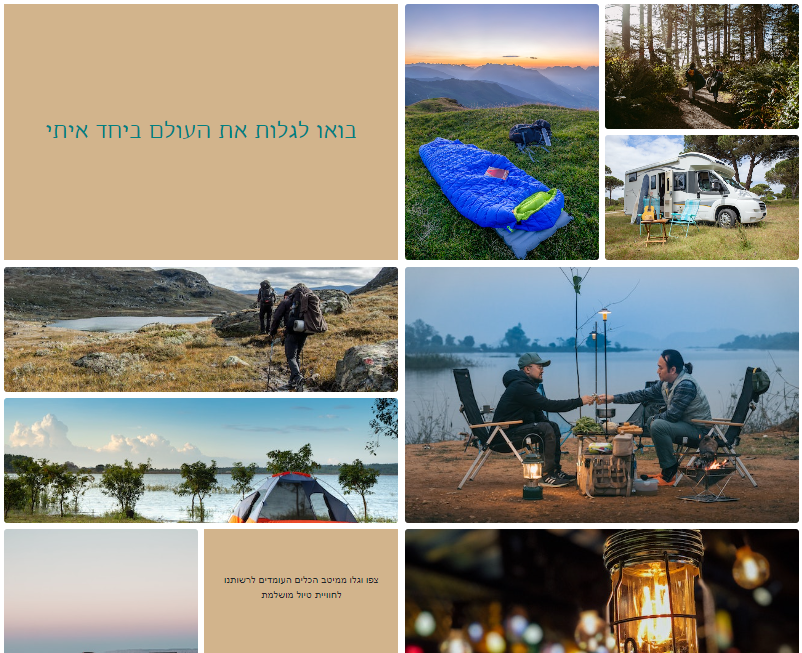 בואו לגלות את העולם ביחד איתי
צפו וגלו ממיטב הכלים העומדים לרשותנו
לחוויית טיול מושלמת